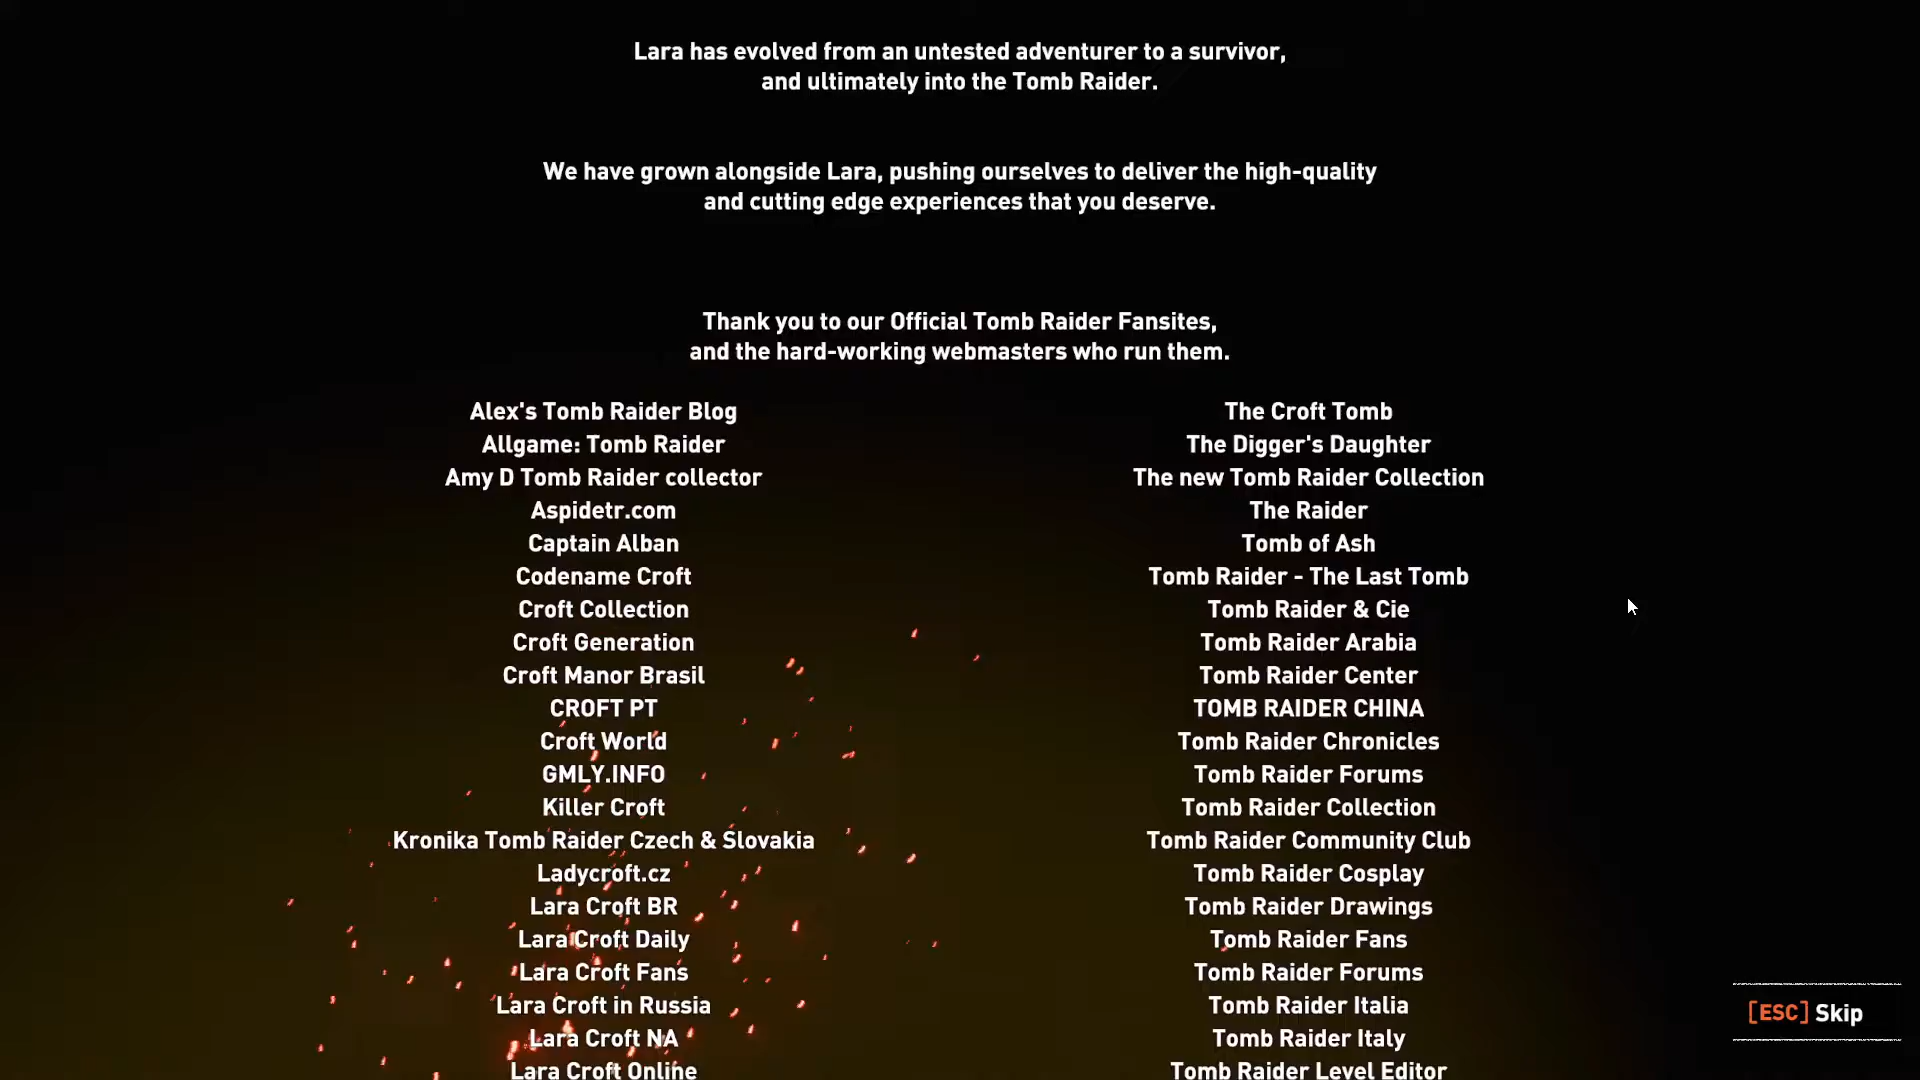 Lara has evolved from an untested adventurer to a survivor,
and ultimately into the Tomb Raider.
We have grown alongside Lara, pushing ourselves to deliver the high-quality
and cutting edge experiences that you deserve.
Thank you to our Official Tomb Raider Fansites,
and the hard-working webmasters who run them.
Alex's Tomb Raider Blog
Allgame: Tomb Raider
Amy D Tomb Raider collector
Aspidetr.com
Captain Alban
Codename Croft
Croft Collection
Croft Generation
Croft Manor Brasil
CROFT PT
Croft World
GMLY.INFO
Killer Croft
Kronika Tomb Raider Czech & Slovakia
Ladycroft.cz
Lara Croft BR
Lara Croft Daily
Lara Croft Fans
Lara Croft in Russia
Lara Croft NA
Lara Croft Online
The Croft Tomb
The Digger's Daughter
The new Tomb Raider Collection
The Raider
Tomb of Ash
Tomb Raider - The Last Tomb
Tomb Raider & Cie
Tomb Raider Arabia
Tomb Raider Center
TOMB RAIDER CHINA
Tomb Raider Chronicles
Tomb Raider Forums
Tomb Raider Collection
Tomb Raider Community Club
Tomb Raider Cosplay
Tomb Raider Drawings
Tomb Raider Fans
Tomb Raider Forums
Tomb Raider Italia
Tomb Raider Italy
Tomb Raider Level Editor
[ESC] Skip